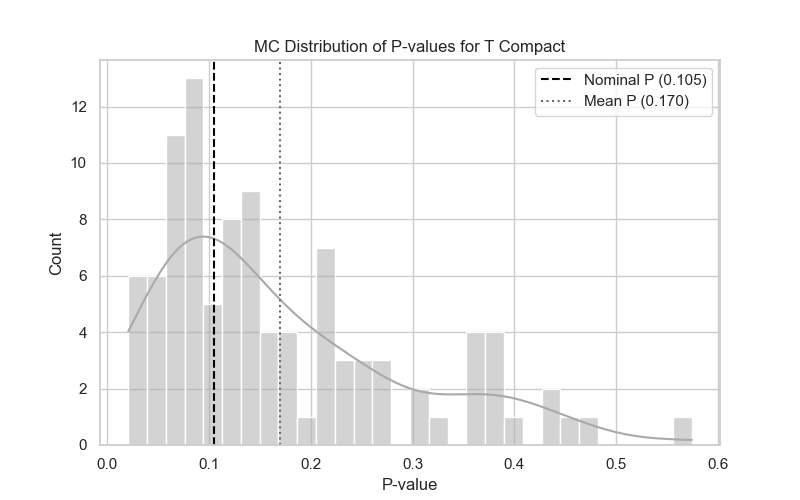 MC Distribution of P-values for T Compact
Nominal P (0.105)
Mean P (0.170)
Count
12
10
8
6
4
2
0
0.0 0.1 0.2 0.3 0.4 0.5 0.6
P-value